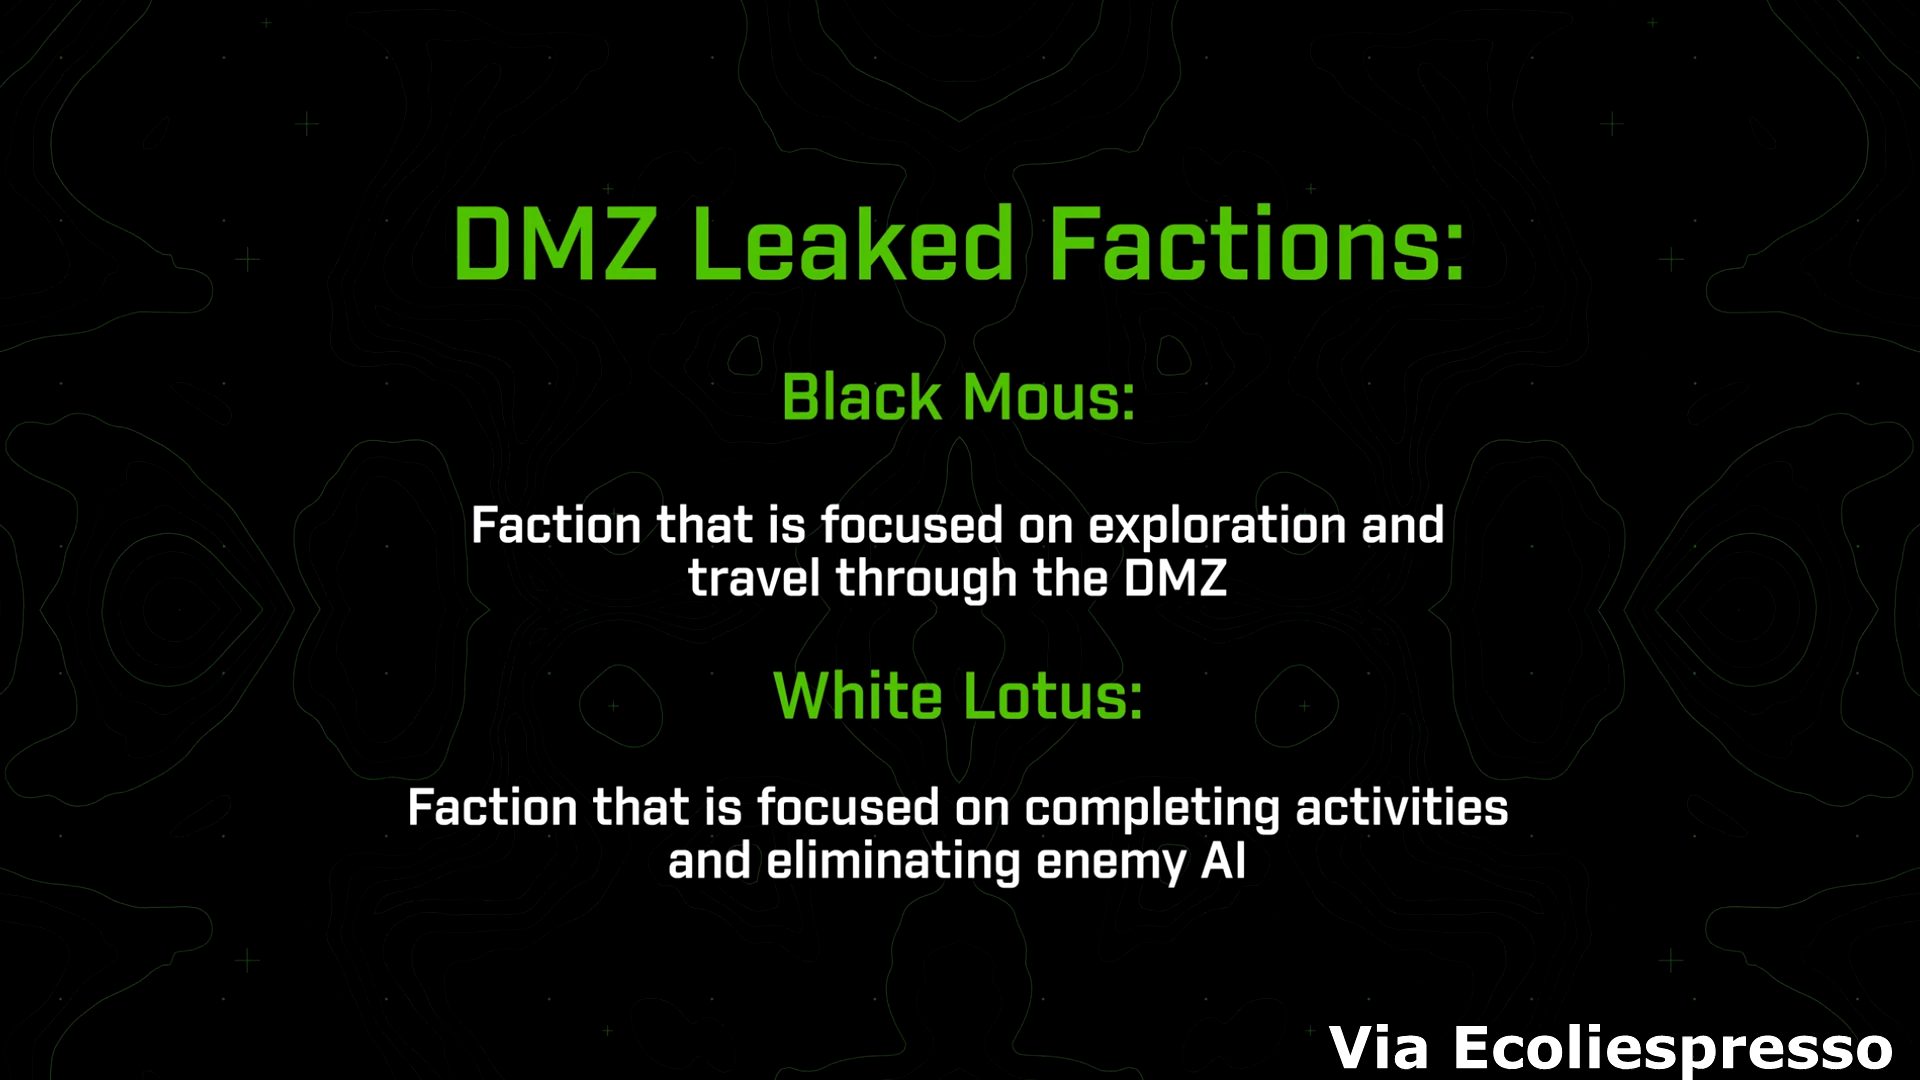 DMZ Leaked Factions:
Black Mous:
Faction that is focused on exploration and
travel through the DMZ
White Lotus:
Faction that is focused on completing activities
and eliminating enemy AI
Via Ecoliespresso